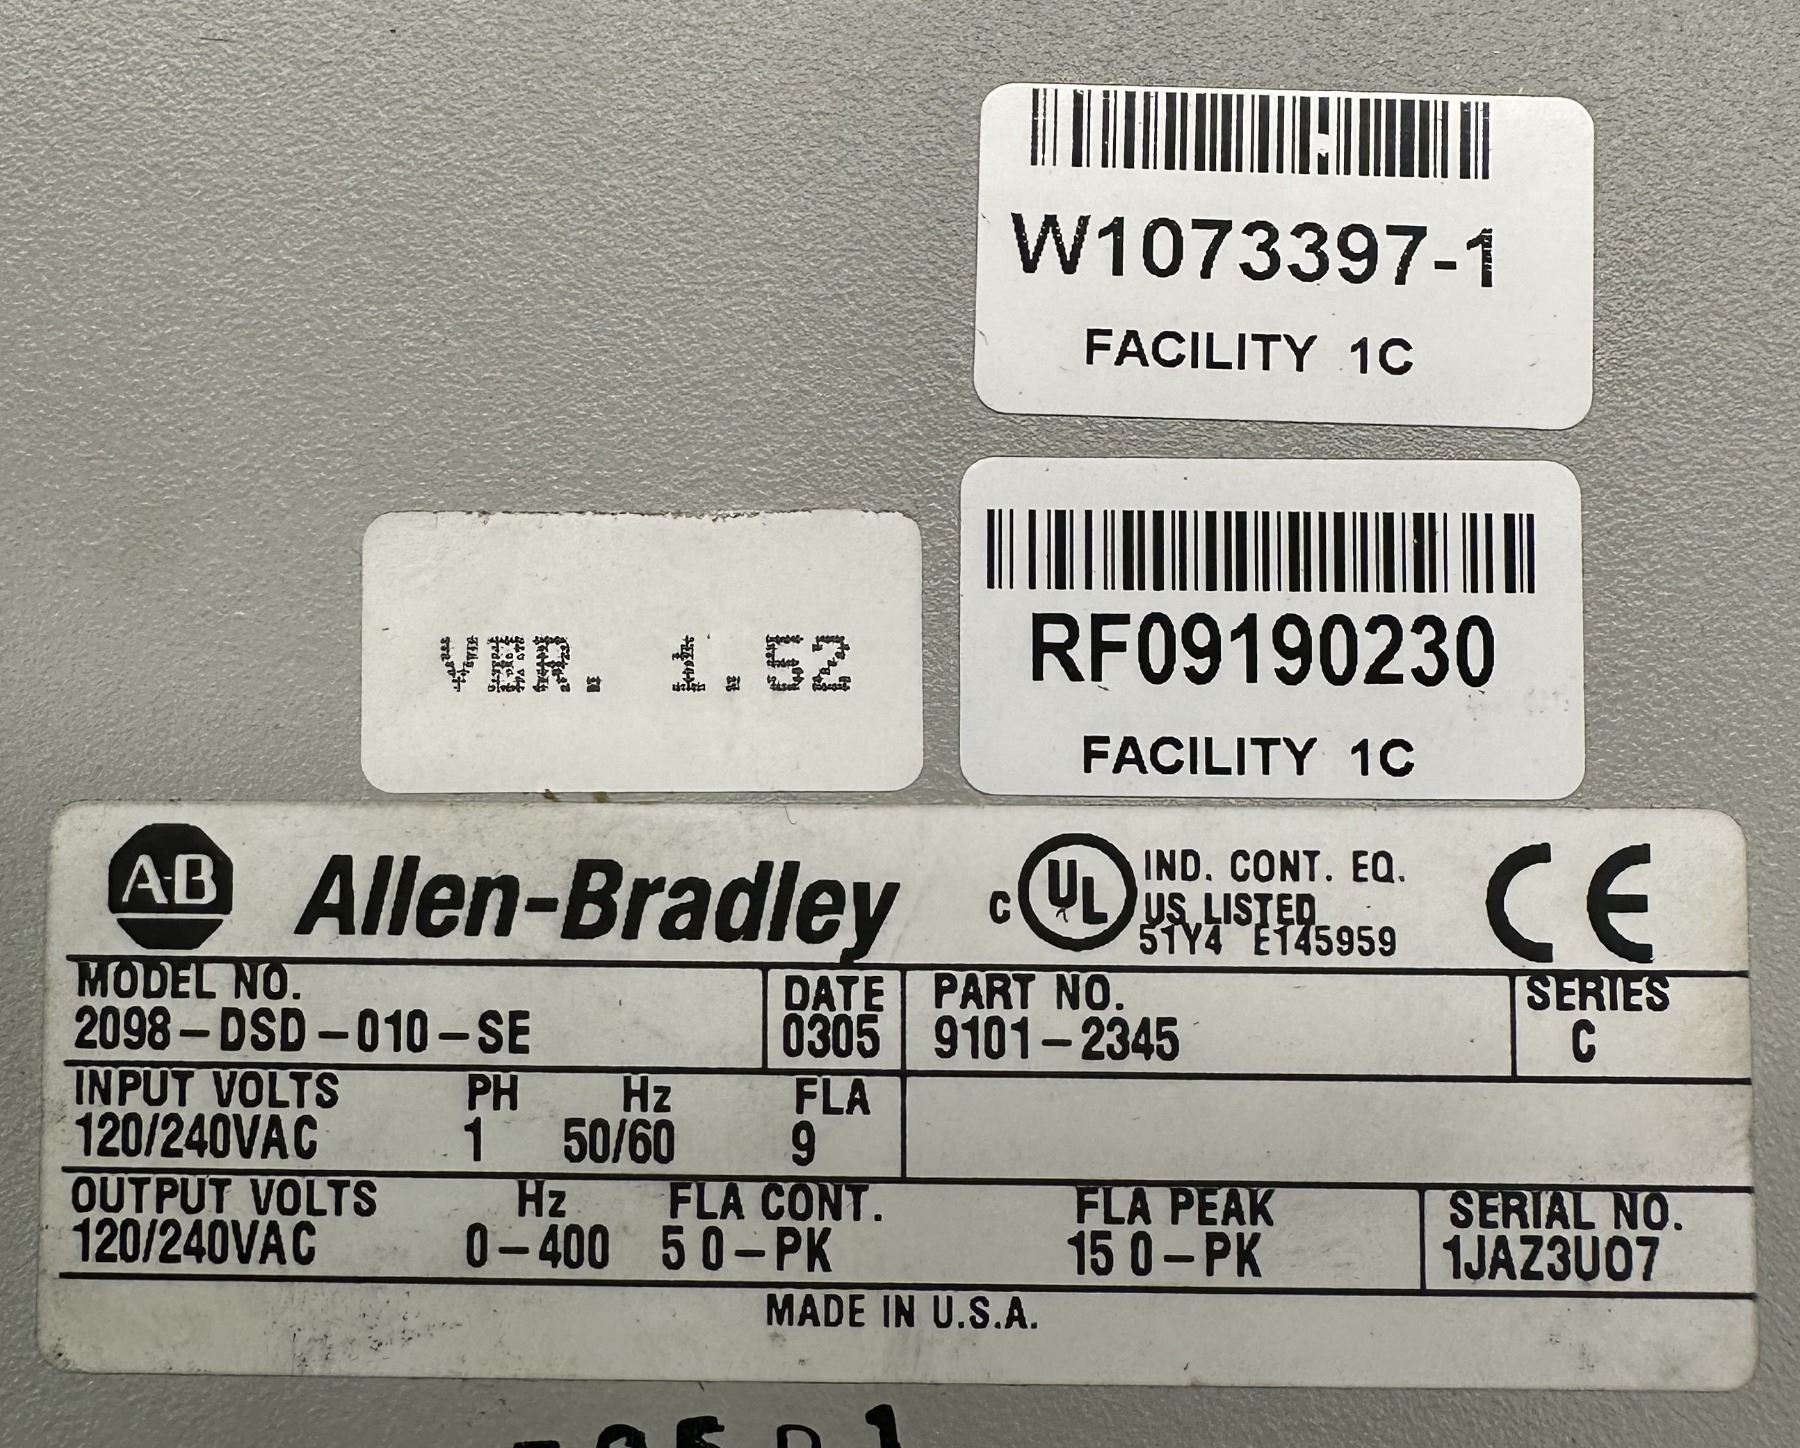 W1073397-1
FACILITY 1C
RF09190230
FACILITY 1C
VER. 1.52
A-B Allen-Bradley
c UL IND. CONT. EQ.
US LISTED
51Y4 E145959
CE
MODEL NO. DATE PART NO. SERIES
2098-DSD-010-SE 0305 9101-2345 C
INPUT VOLTS PH Hz FLA
120/240VAC 1 50/60 9
OUTPUT VOLTS Hz FLA CONT. FLA PEAK SERIAL NO.
120/240VAC 0-400 5 0-PK 15 0-PK 1JAZ3U07
MADE IN U.S.A.